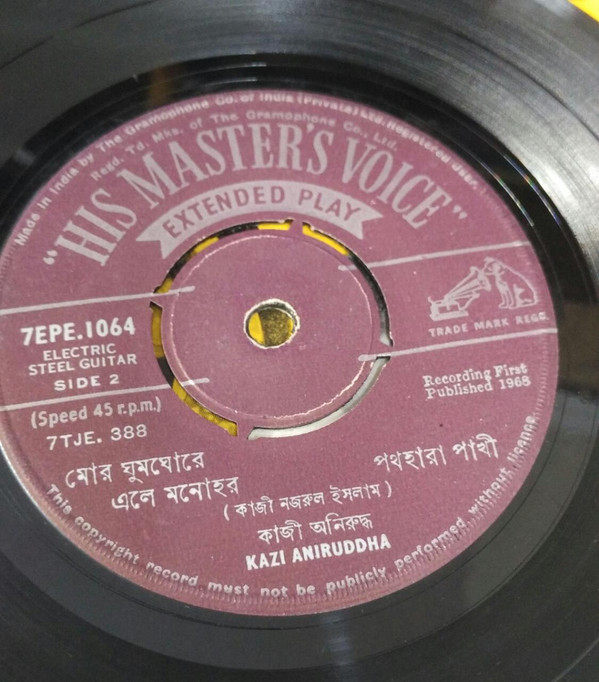 Made in India by The Gramophone Co. of India (Private) Ltd. Registered User.
Regd. Td. Mks. of The Gramophone Co., Ltd.
"HIS MASTER'S VOICE"
EXTENDED PLAY
TRADE MARK REGD
7EPE.1064
ELECTRIC
STEEL GUITAR
SIDE 2
Recording First
Published 1968
(Speed 45 r.p.m.)
7TJE. 388
মোর ঘুমঘোরে
এলে মনোহর
পথহারা পাখী
(কাজী নজরুল ইসলাম)
কাজী অনিরুদ্ধ
KAZI ANIRUDDHA
This copyright record must not be publicly performed without licence.